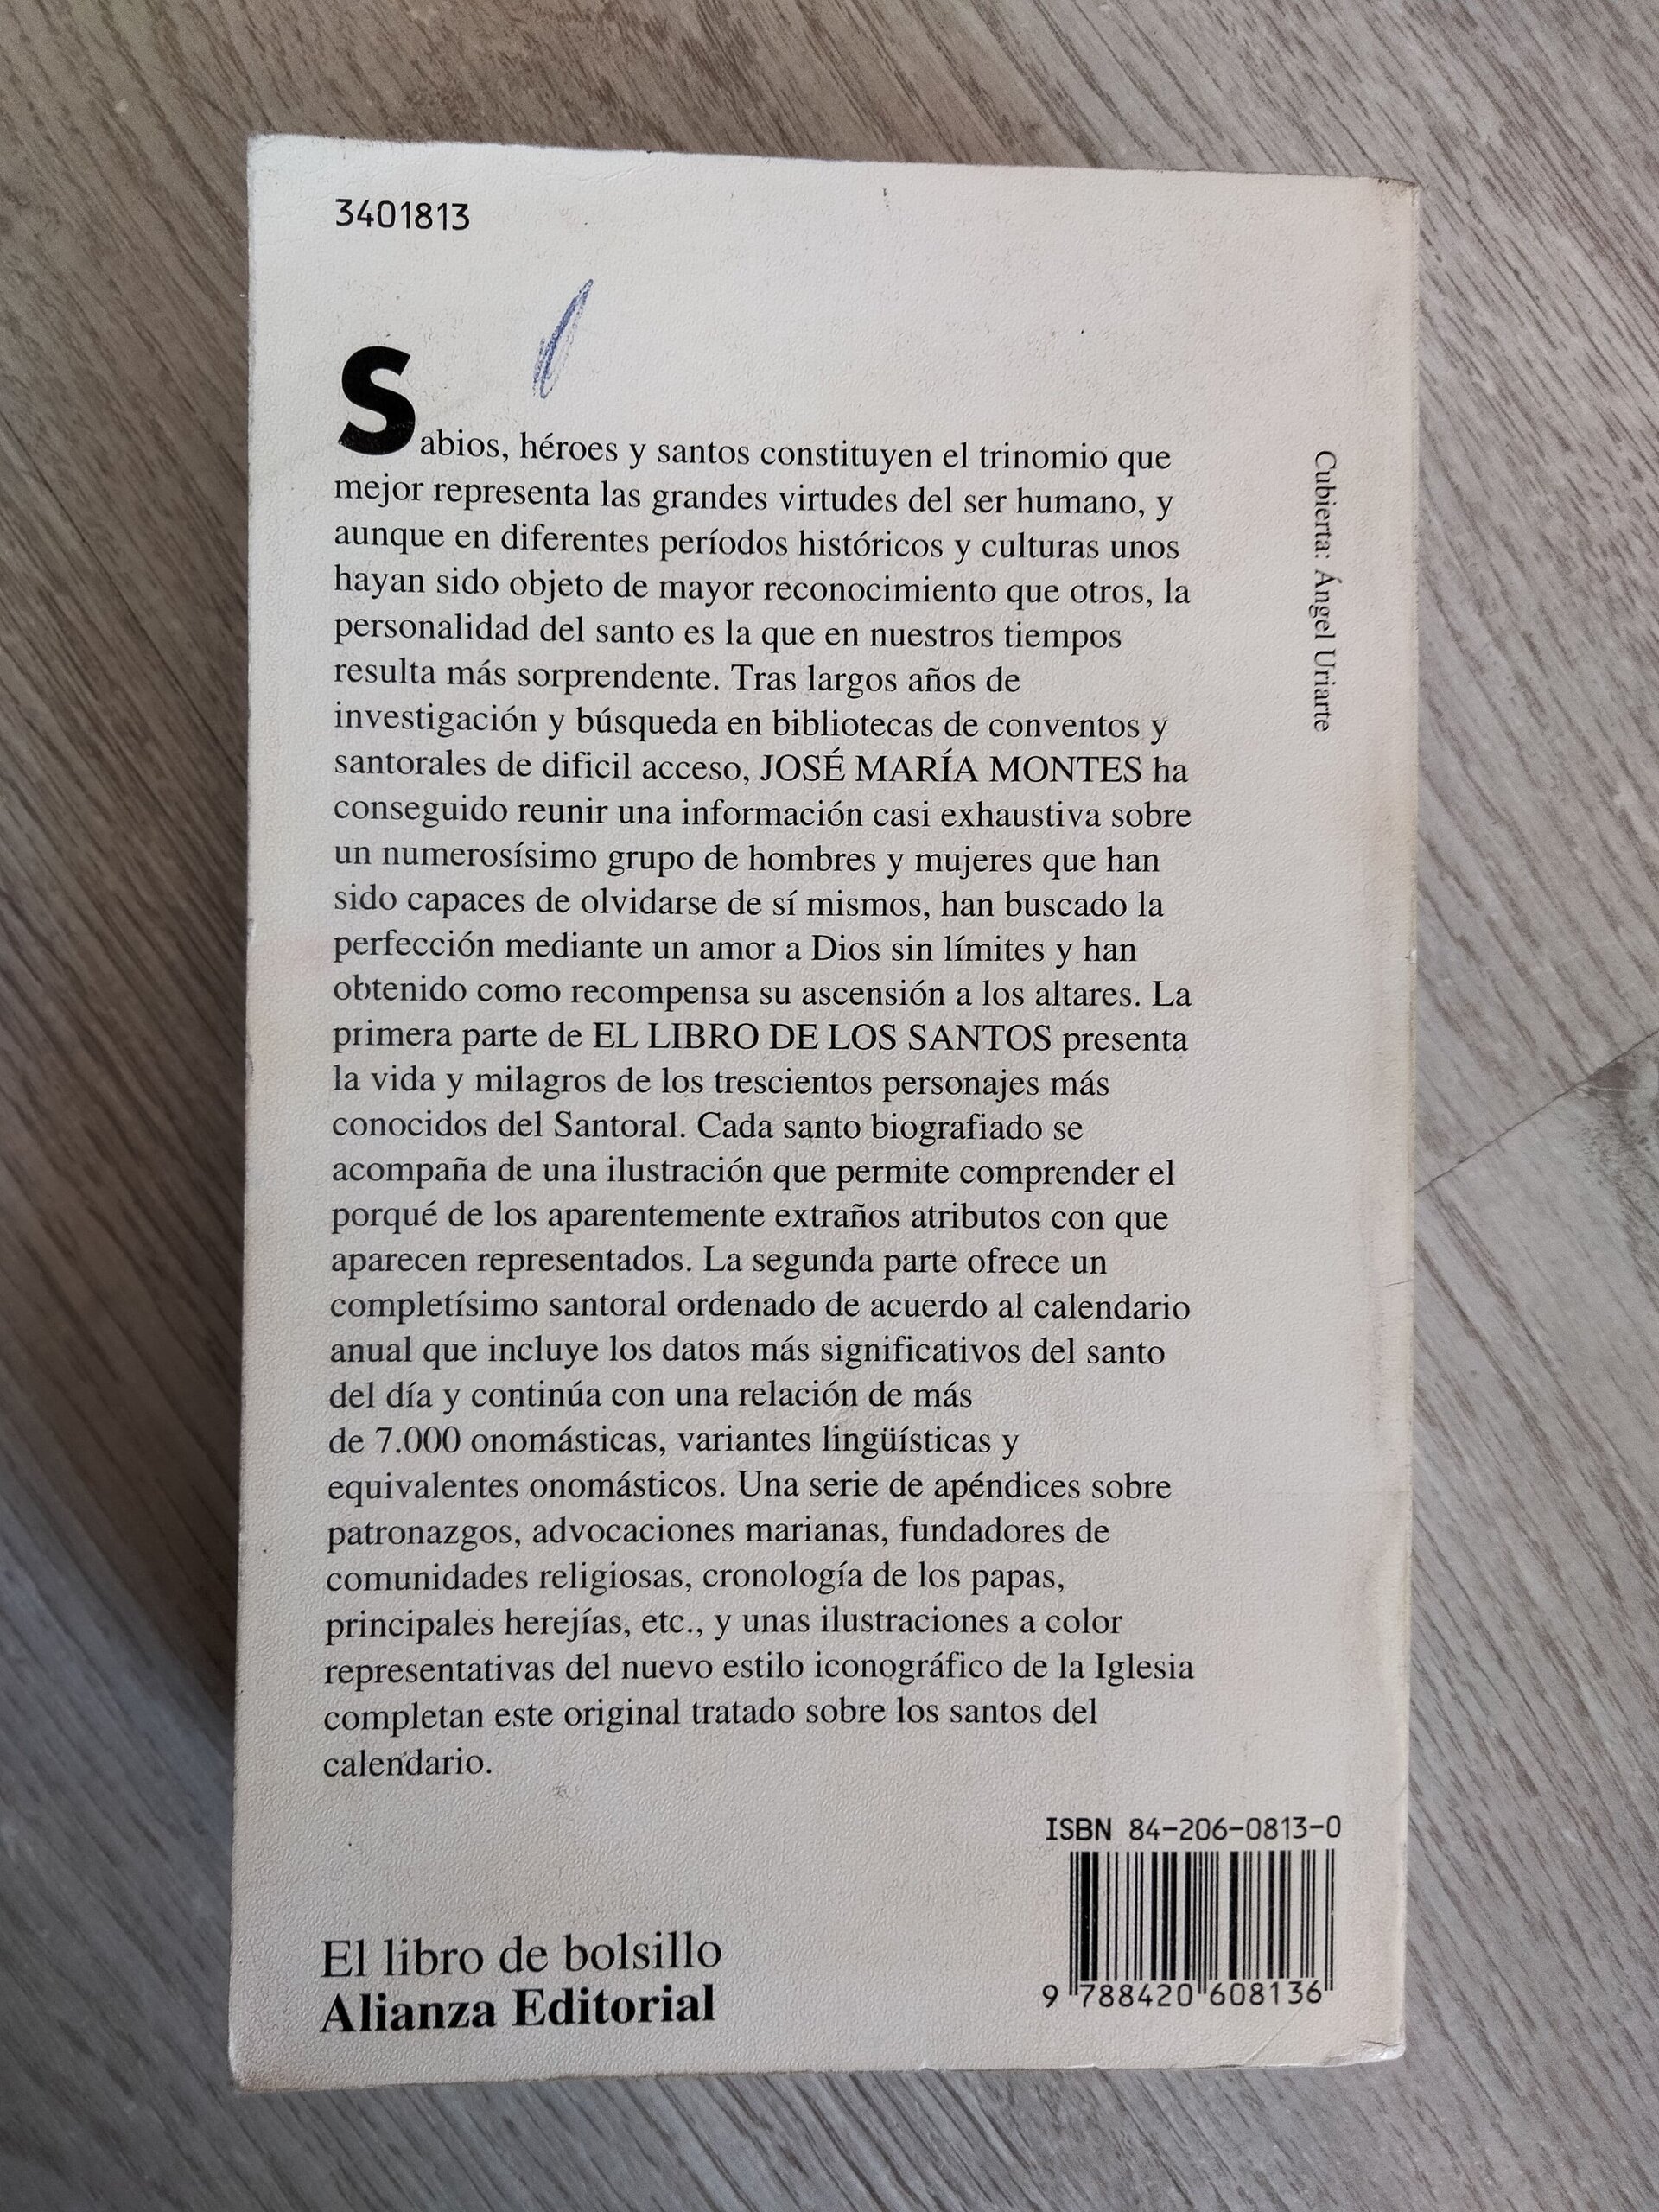 3401813
Sabios, héroes y santos constituyen el trinomio que
mejor representa las grandes virtudes del ser humano, y
aunque en diferentes períodos históricos y culturas unos
hayan sido objeto de mayor reconocimiento que otros, la
personalidad del santo es la que en nuestros tiempos
resulta más sorprendente. Tras largos años de
investigación y búsqueda en bibliotecas de conventos y
santorales de dificil acceso, JOSÉ MARÍA MONTES ha
conseguido reunir una información casi exhaustiva sobre
un numerosísimo grupo de hombres y mujeres que han
sido capaces de olvidarse de sí mismos, han buscado la
perfección mediante un amor a Dios sin límites y han
obtenido como recompensa su ascensión a los altares. La
primera parte de EL LIBRO DE LOS SANTOS presenta
la vida y milagros de los trescientos personajes más
conocidos del Santoral. Cada santo biografiado se
acompaña de una ilustración que permite comprender el
porqué de los aparentemente extraños atributos con que
aparecen representados. La segunda parte ofrece un
completísimo santoral ordenado de acuerdo al calendario
anual que incluye los datos más significativos del santo
del día y continúa con una relación de más
de 7.000 onomásticas, variantes lingüísticas y
equivalentes onomásticos. Una serie de apéndices sobre
patronazgos, advocaciones marianas, fundadores de
comunidades religiosas, cronología de los papas,
principales herejías, etc., y unas ilustraciones a color
representativas del nuevo estilo iconográfico de la Iglesia
completan este original tratado sobre los santos del
calendario.
Cubierta: Ángel Uriarte
ISBN 84-206-0813-0
9 788420 608136
El libro de bolsillo
Alianza Editorial